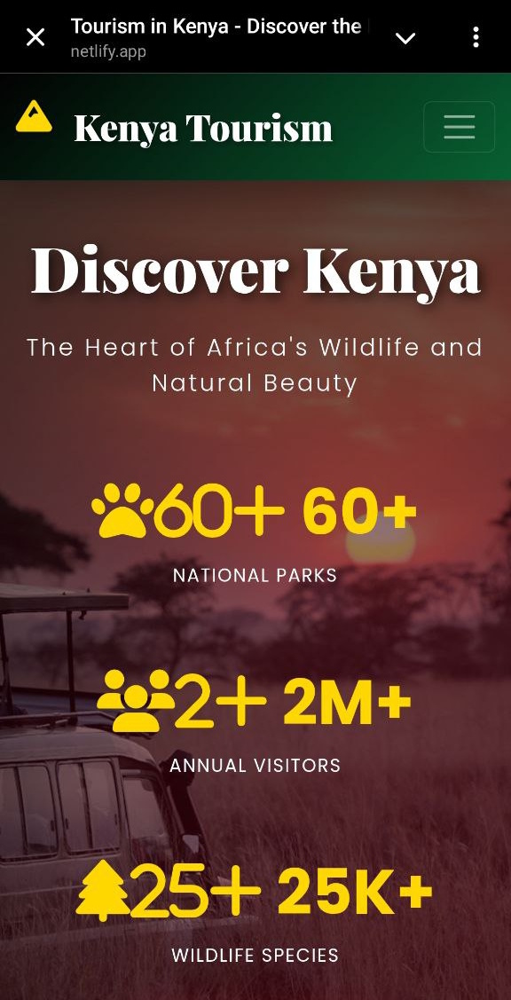 Tourism in Kenya - Discover the
netlify.app
Kenya Tourism
Discover Kenya
The Heart of Africa's Wildlife and
Natural Beauty
60+ 60+
NATIONAL PARKS
2+ 2M+
ANNUAL VISITORS
25+ 25K+
WILDLIFE SPECIES